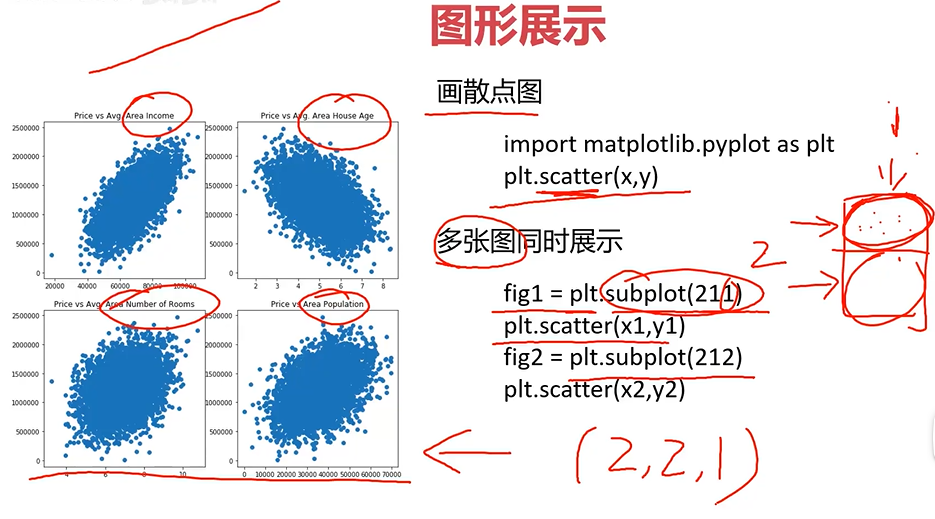 图形展示
画散点图
import matplotlib.pyplot as plt
plt.scatter(x,y)
多张图同时展示
fig1 = plt.subplot(211)
plt.scatter(x1,y1)
fig2 = plt.subplot(212)
plt.scatter(x2,y2)
(2,2,1)
1
2
Price vs Avg. Area Income
2500000
2000000
1500000
1000000
500000
0
20000 40000 60000 80000 100000
Price vs Avg. Area House Age
2500000
2000000
1500000
1000000
500000
0
2 3 4 5 6 7 8
Price vs Avg. Area Number of Rooms
2500000
2000000
1500000
1000000
500000
0
4 6 8 10
Price vs Area Population
2500000
2000000
1500000
1000000
500000
0
0 10000 20000 30000 40000 50000 60000 70000